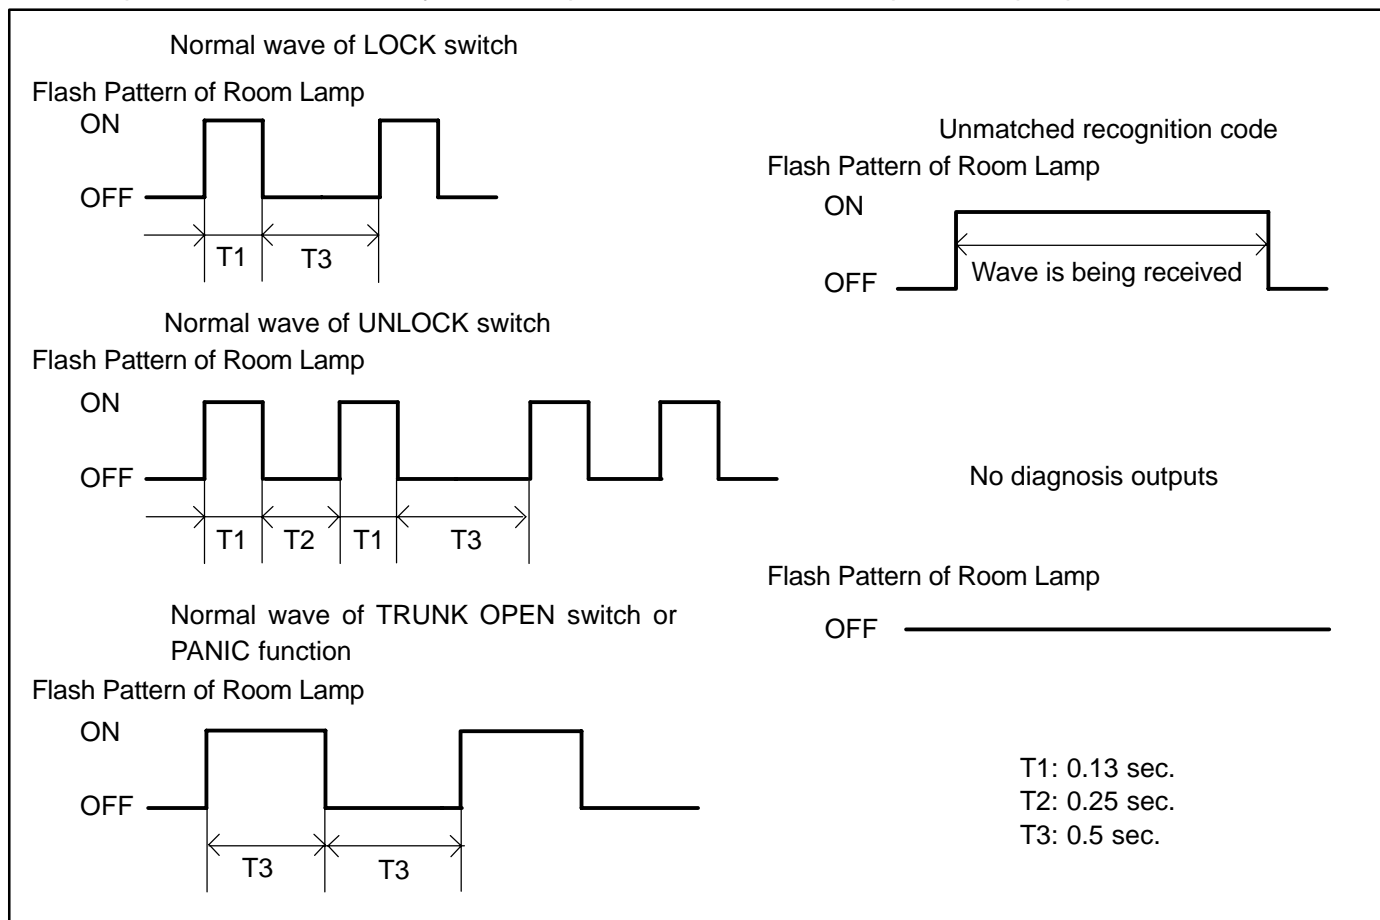 Normal wave of LOCK switch
Flash Pattern of Room Lamp
ON
OFF
T1 T3
Normal wave of UNLOCK switch
Flash Pattern of Room Lamp
ON
OFF
T1 T2 T1 T3
Normal wave of TRUNK OPEN switch or
PANIC function
Flash Pattern of Room Lamp
ON
OFF
T3 T3
Unmatched recognition code
Flash Pattern of Room Lamp
ON
OFF
Wave is being received
No diagnosis outputs
Flash Pattern of Room Lamp
OFF
T1: 0.13 sec.
T2: 0.25 sec.
T3: 0.5 sec.